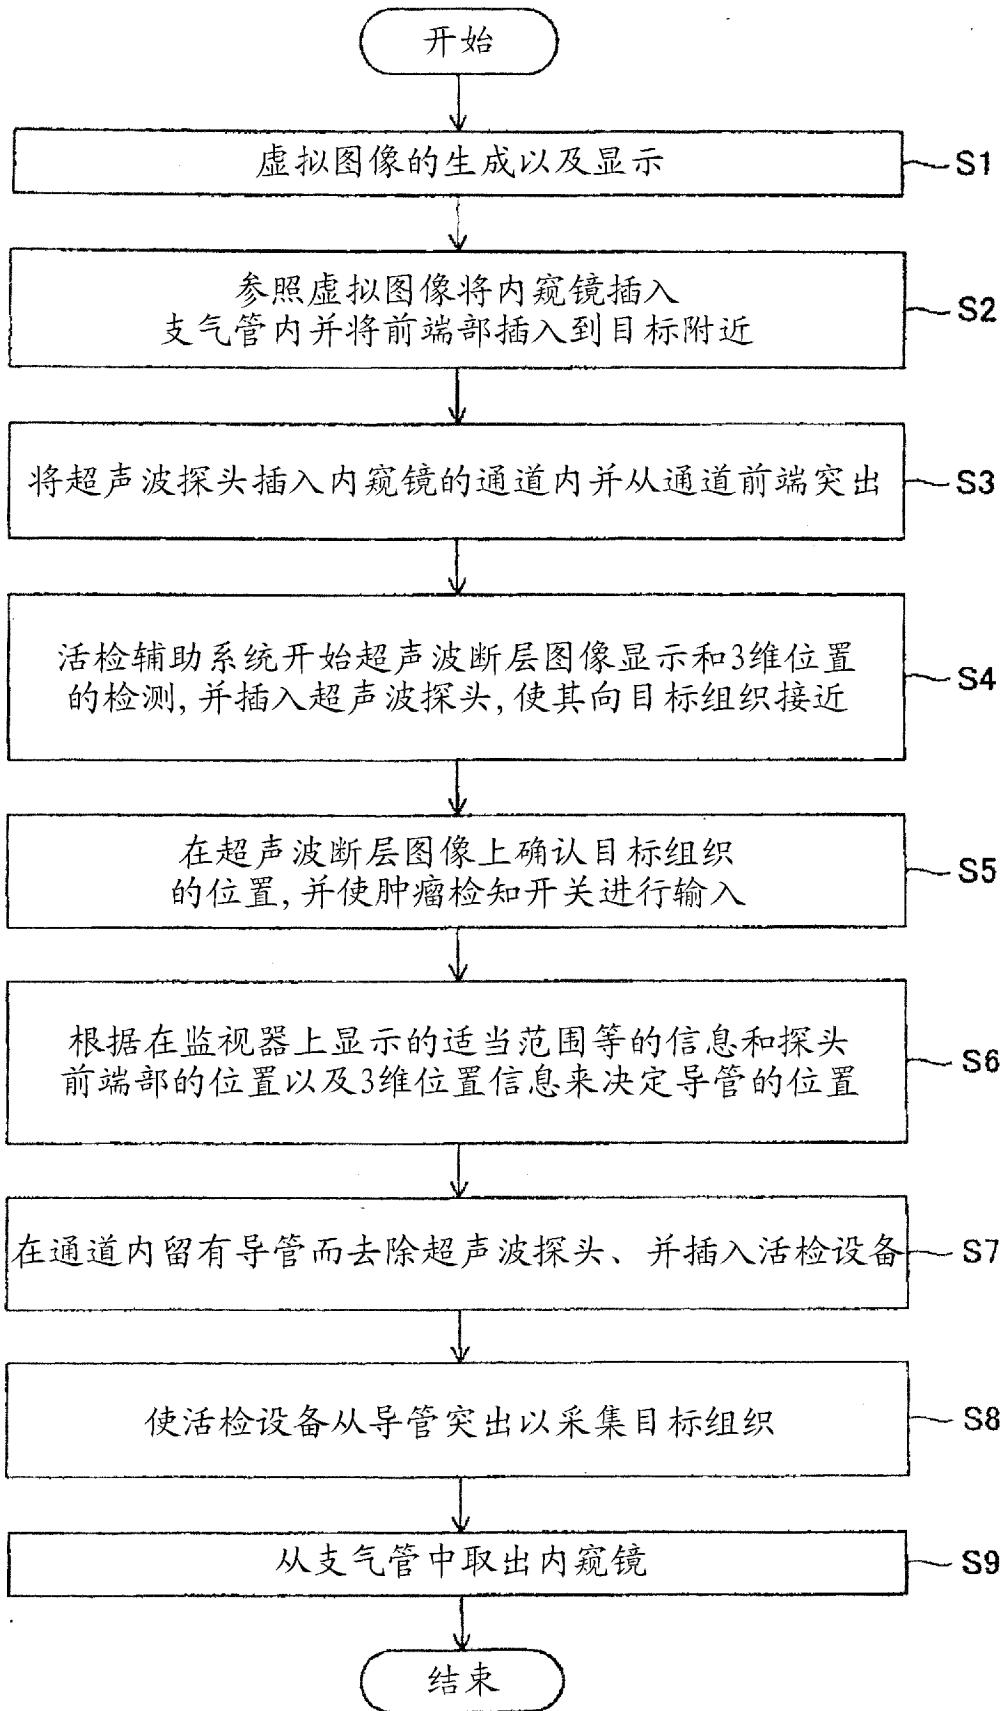 开始
虚拟图像的生成以及显示
S1
参照虚拟图像将内窥镜插入
支气管内并将前端部插入到目标附近
S2
将超声波探头插入内窥镜的通道内并从通道前端突出
S3
活检辅助系统开始超声波断层图像显示和3维位置
的检测,并插入超声波探头,使其向目标组织接近
S4
在超声波断层图像上确认目标组织
的位置,并使肿瘤检知开关进行输入
S5
根据在监视器上显示的适当范围等的信息和探头
前端部的位置以及3维位置信息来决定导管的位置
S6
在通道内留有导管而去除超声波探头、并插入活检设备
S7
使活检设备从导管突出以采集目标组织
S8
从支气管中取出内窥镜
S9
结束